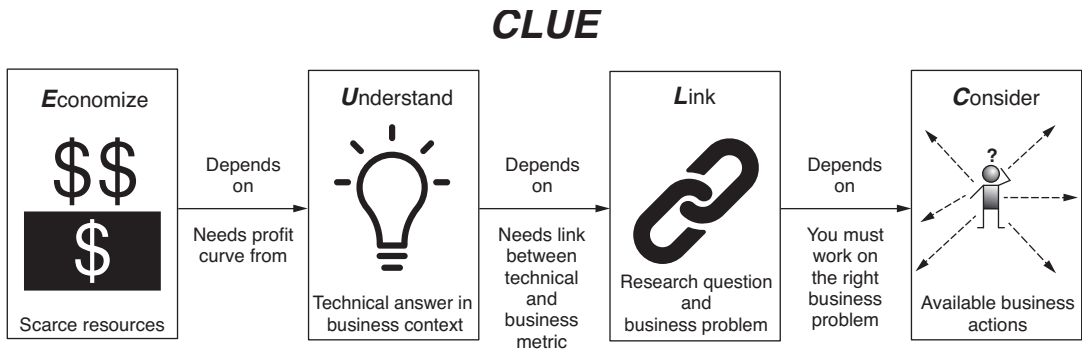 CLUE
Economize
$$
$
Scarce resources
Depends
on
Needs profit
curve from
Understand
Technical answer in
business context
Depends
on
Needs link
between
technical
and
business
metric
Link
Research question
and
business problem
Depends
on
You must
work on
the right
business
problem
Consider
?
Available business
actions